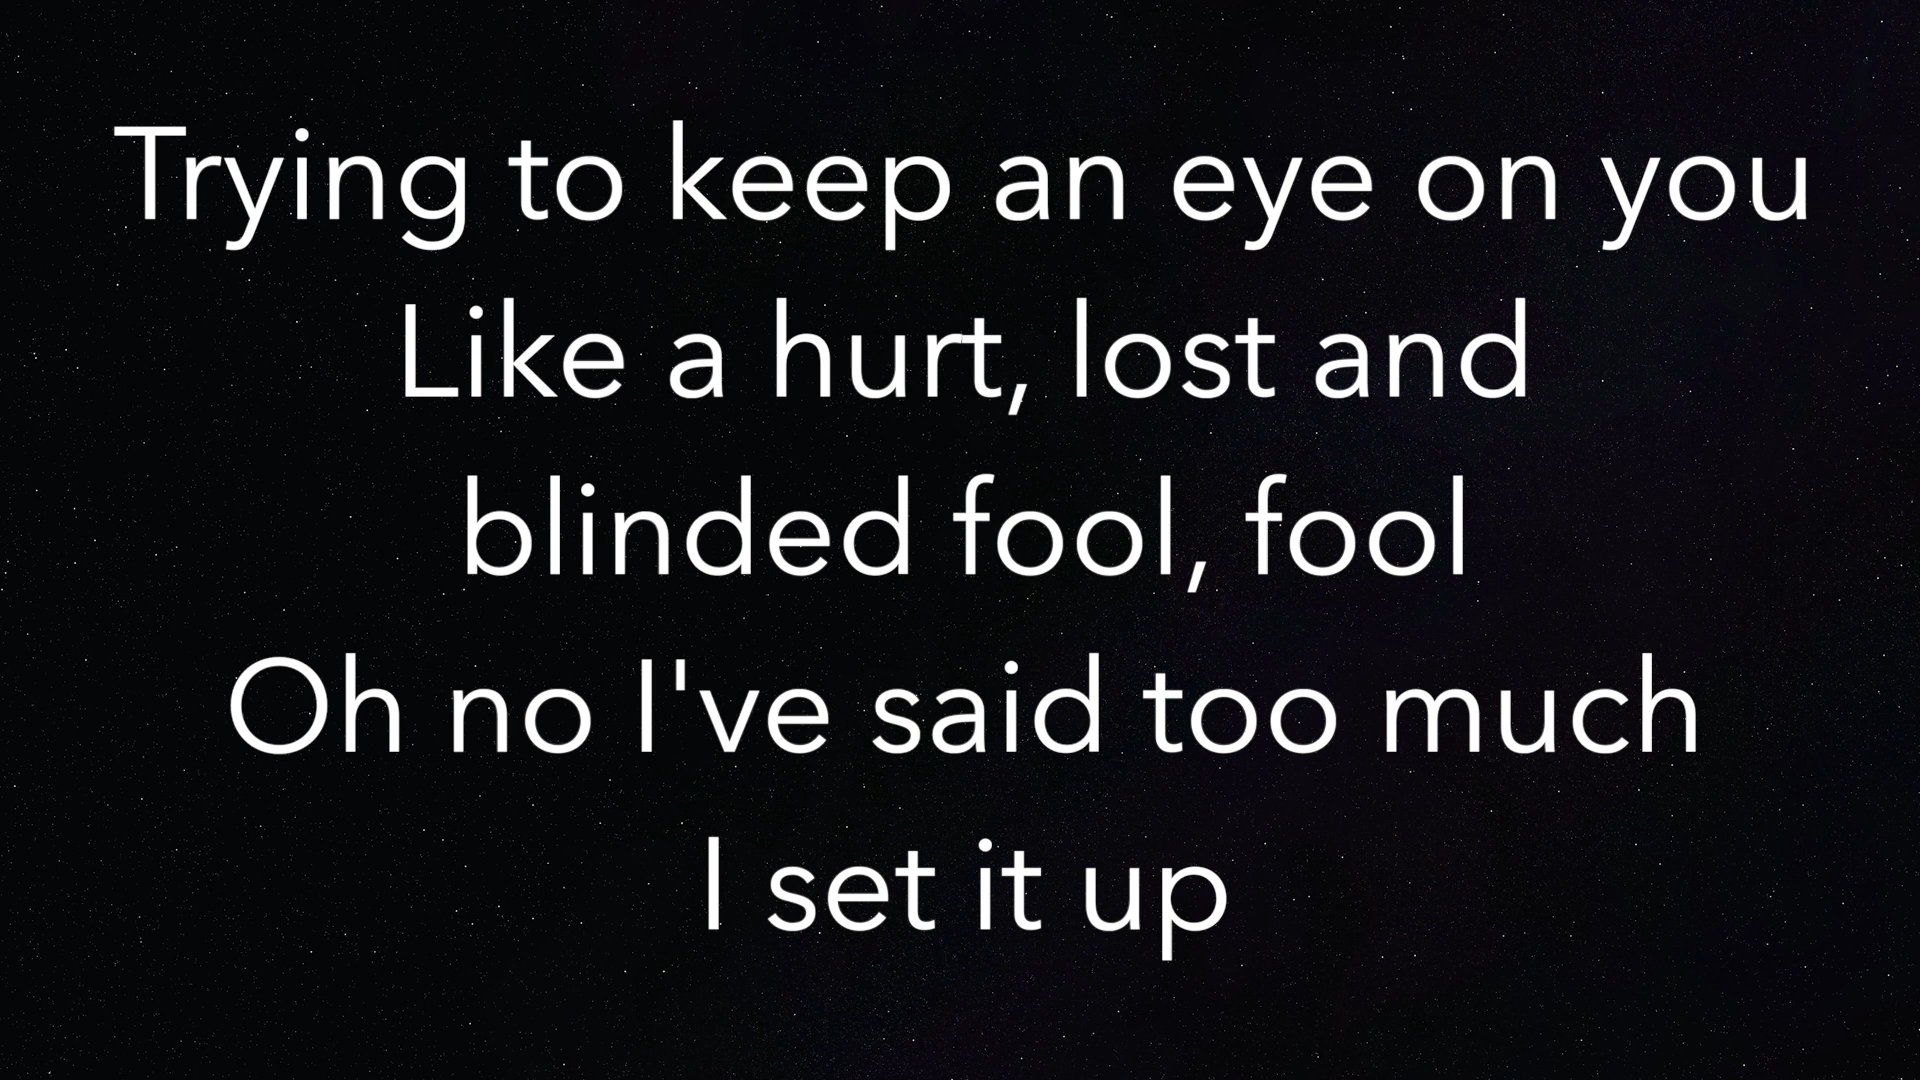 Trying to keep an eye on you
Like a hurt, lost and
blinded fool, fool
Oh no I've said too much
I set it up